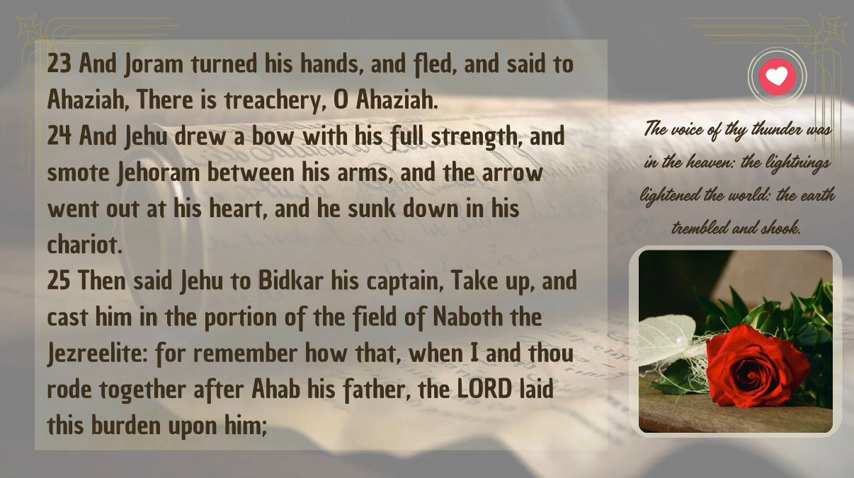 23 And Joram turned his hands, and fled, and said to
Ahaziah, There is treachery, O Ahaziah.
24 And Jehu drew a bow with his full strength, and
smote Jehoram between his arms, and the arrow
went out at his heart, and he sunk down in his
chariot.
25 Then said Jehu to Bidkar his captain, Take up, and
cast him in the portion of the field of Naboth the
Jezreelite: for remember how that, when I and thou
rode together after Ahab his father, the LORD laid
this burden upon him;
The voice of thy thunder was
in the heaven: the lightnings
lightened the world: the earth
trembled and shook.